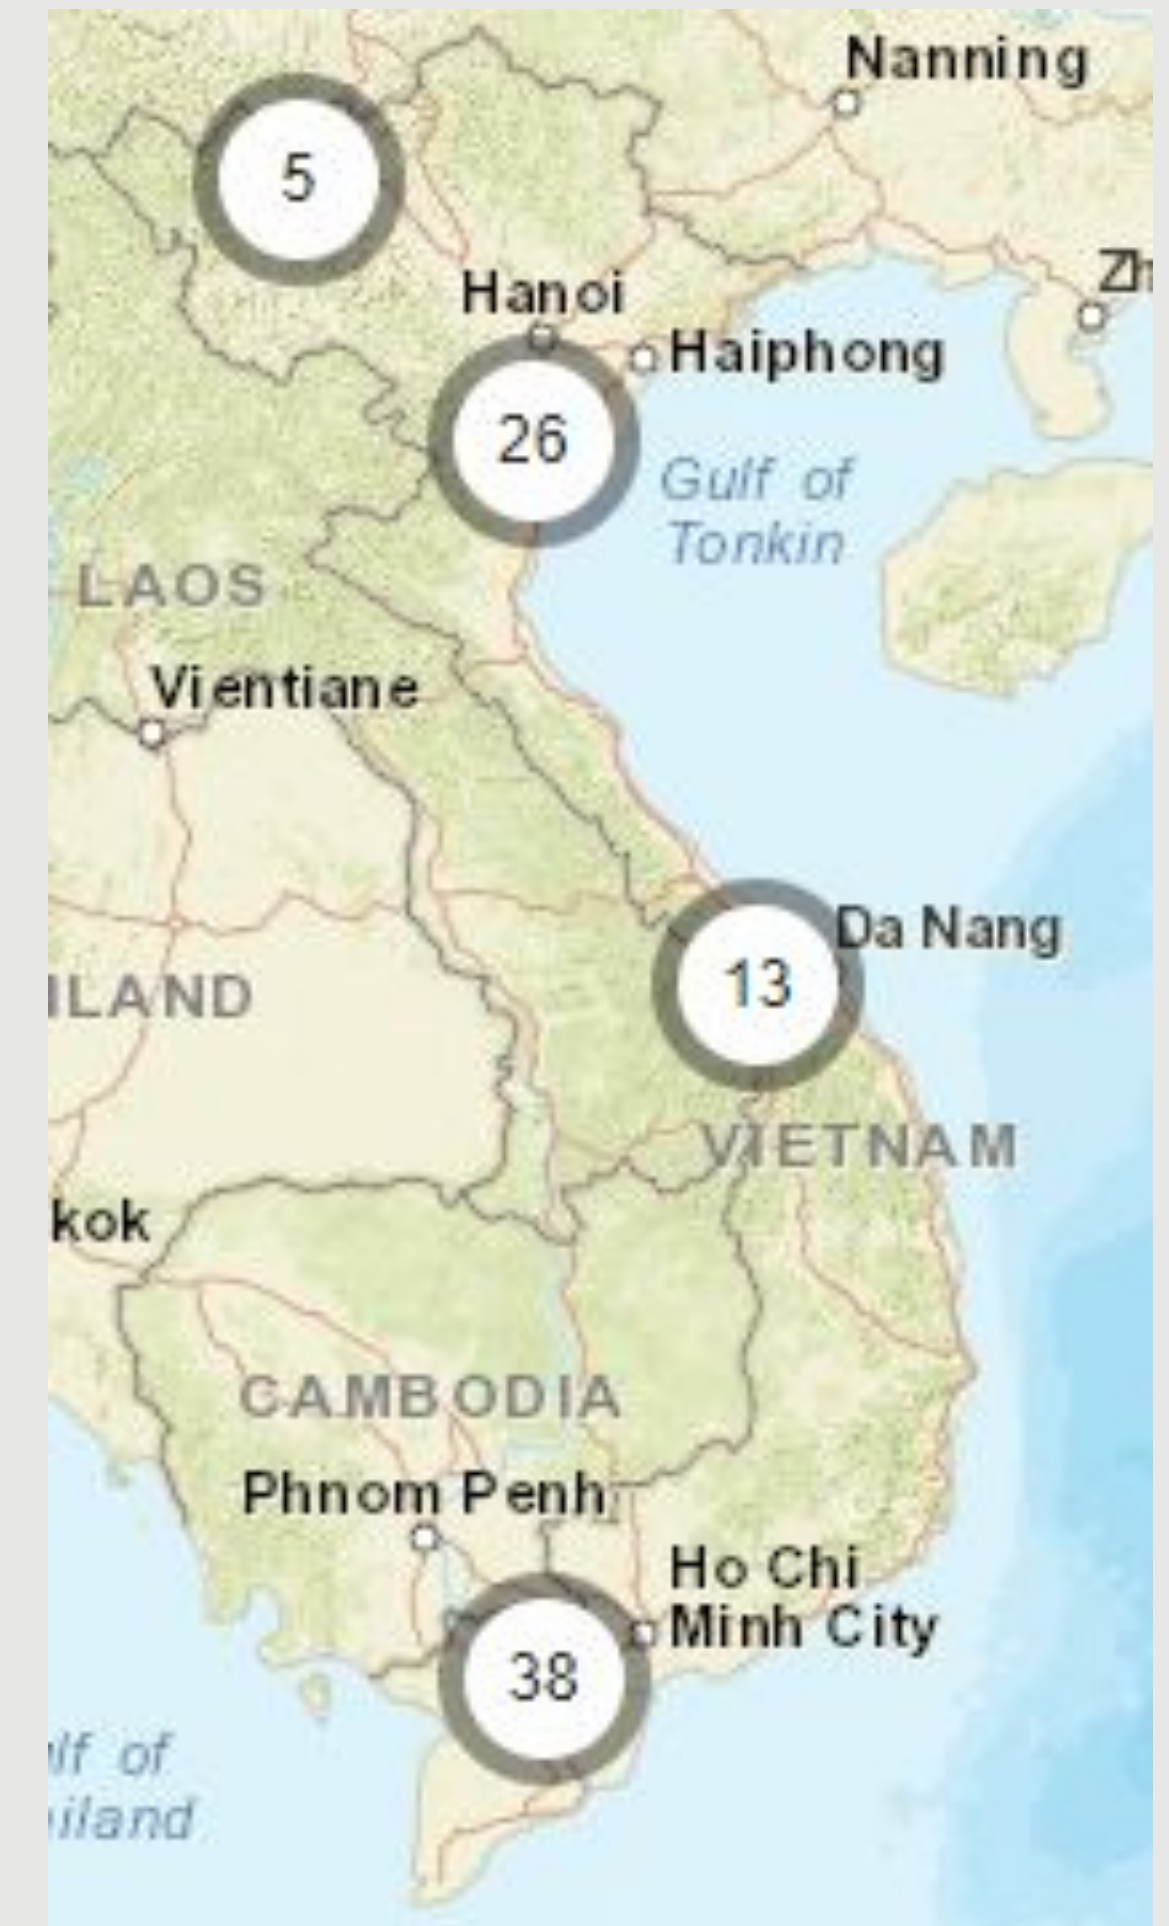 Nanning
5
Zh
Hanoi
Haiphong
26
Gulf of
Tonkin
LAOS
Vientiane
Da Nang
13
ILAND
VIETNAM
kok
CAMBODIA
Phnom Penh
Ho Chi
Minh City
38
lf of
iland